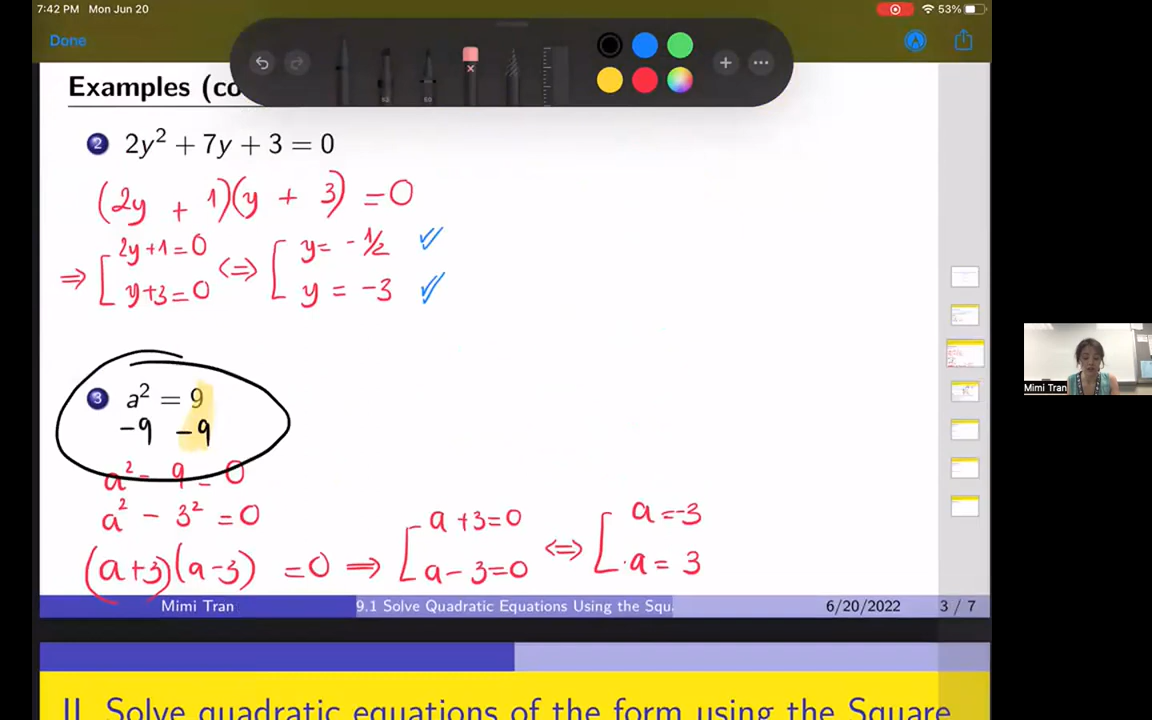 7:42 PM Mon Jun 20
53%
Done
Examples (co
2 2y² + 7y + 3 = 0
(2y + 1)(y + 3) = 0
⇒ [ 2y+1=0 ⇔ [ y= -1/2 ✓
y+3=0 y = -3 ✓
3 a² = 9
-9 -9
a² - 9 = 0
a² - 3² = 0
(a+3)(a-3) = 0 ⇒ [ a+3=0 ⇔ [ a=-3
a-3=0 a = 3
Mimi Tran 9.1 Solve Quadratic Equations Using the Squ 6/20/2022 3 / 7
II. Solve quadratic equations of the form using the Square
Mimi Tran